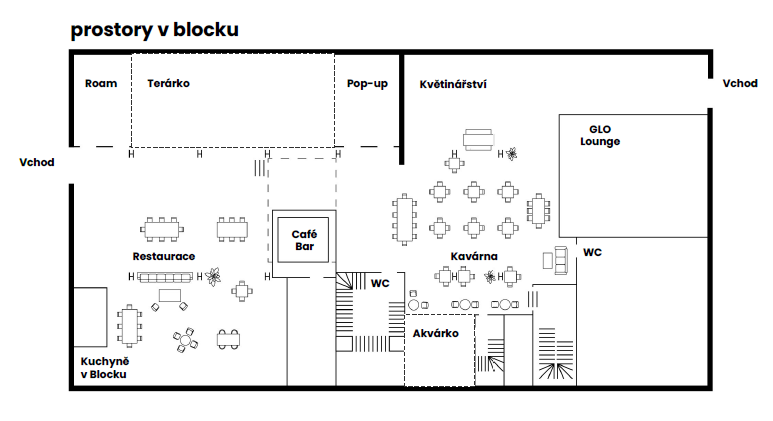 prostory v blocku
Roam
Terárko
Pop-up
Květinářství
Vchod
GLO
Lounge
Vchod
Café
Bar
Restaurace
Kavárna
WC
WC
Akvárko
Kuchyně
v Blocku